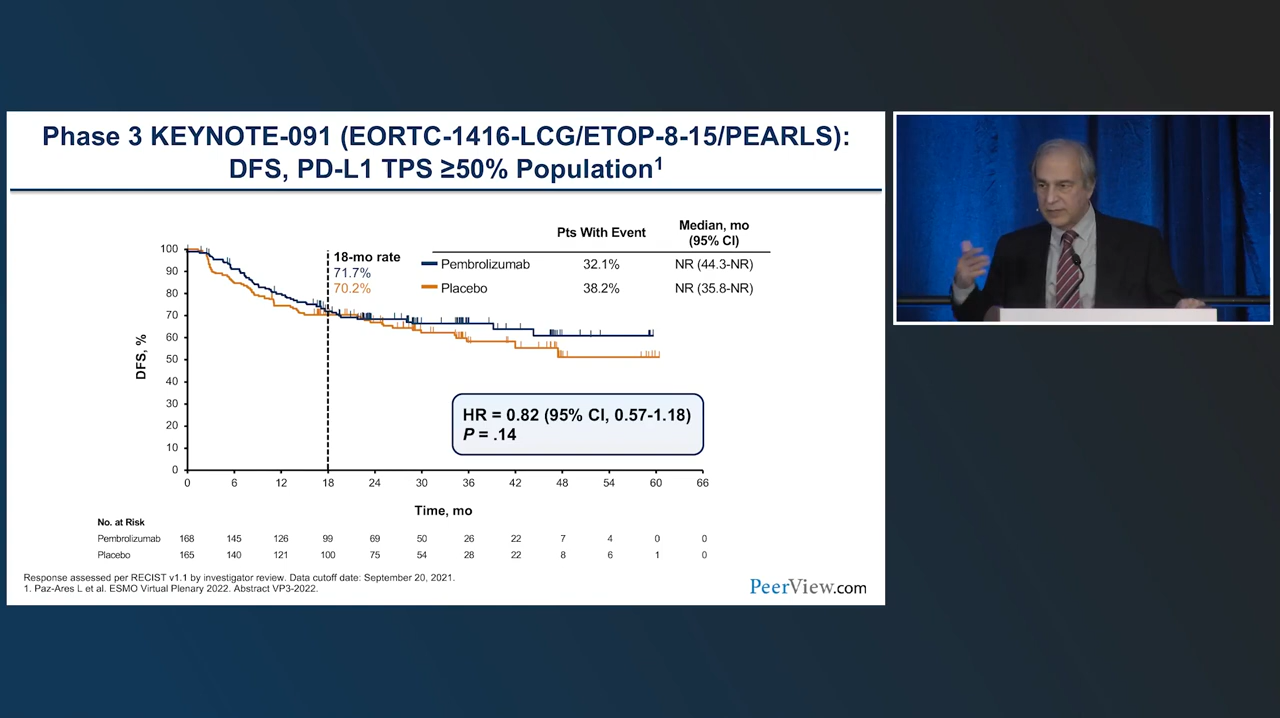 Phase 3 KEYNOTE-091 (EORTC-1416-LCG/ETOP-8-15/PEARLS):
DFS, PD-L1 TPS ≥50% Population1
Pts With Event
Median, mo
(95% CI)
Pembrolizumab 32.1% NR (44.3-NR)
Placebo 38.2% NR (35.8-NR)
18-mo rate
71.7%
70.2%
DFS, %
100
90
80
70
60
50
40
30
20
10
0
HR = 0.82 (95% CI, 0.57-1.18)
P = .14
0 6 12 18 24 30 36 42 48 54 60 66
Time, mo
No. at Risk
Pembrolizumab 168 145 126 99 69 50 26 22 7 4 0 0
Placebo 165 140 121 100 75 54 28 22 8 6 1 0
Response assessed per RECIST v1.1 by investigator review. Data cutoff date: September 20, 2021.
1. Paz-Ares L et al. ESMO Virtual Plenary 2022. Abstract VP3-2022.
PeerView.com